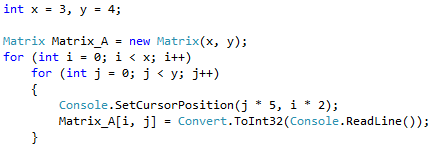 int x = 3, y = 4;
Matrix Matrix_A = new Matrix(x, y);
for (int i = 0; i < x; i++)
for (int j = 0; j < y; j++)
{
Console.SetCursorPosition(j * 5, i * 2);
Matrix_A[i, j] = Convert.ToInt32(Console.ReadLine());
}